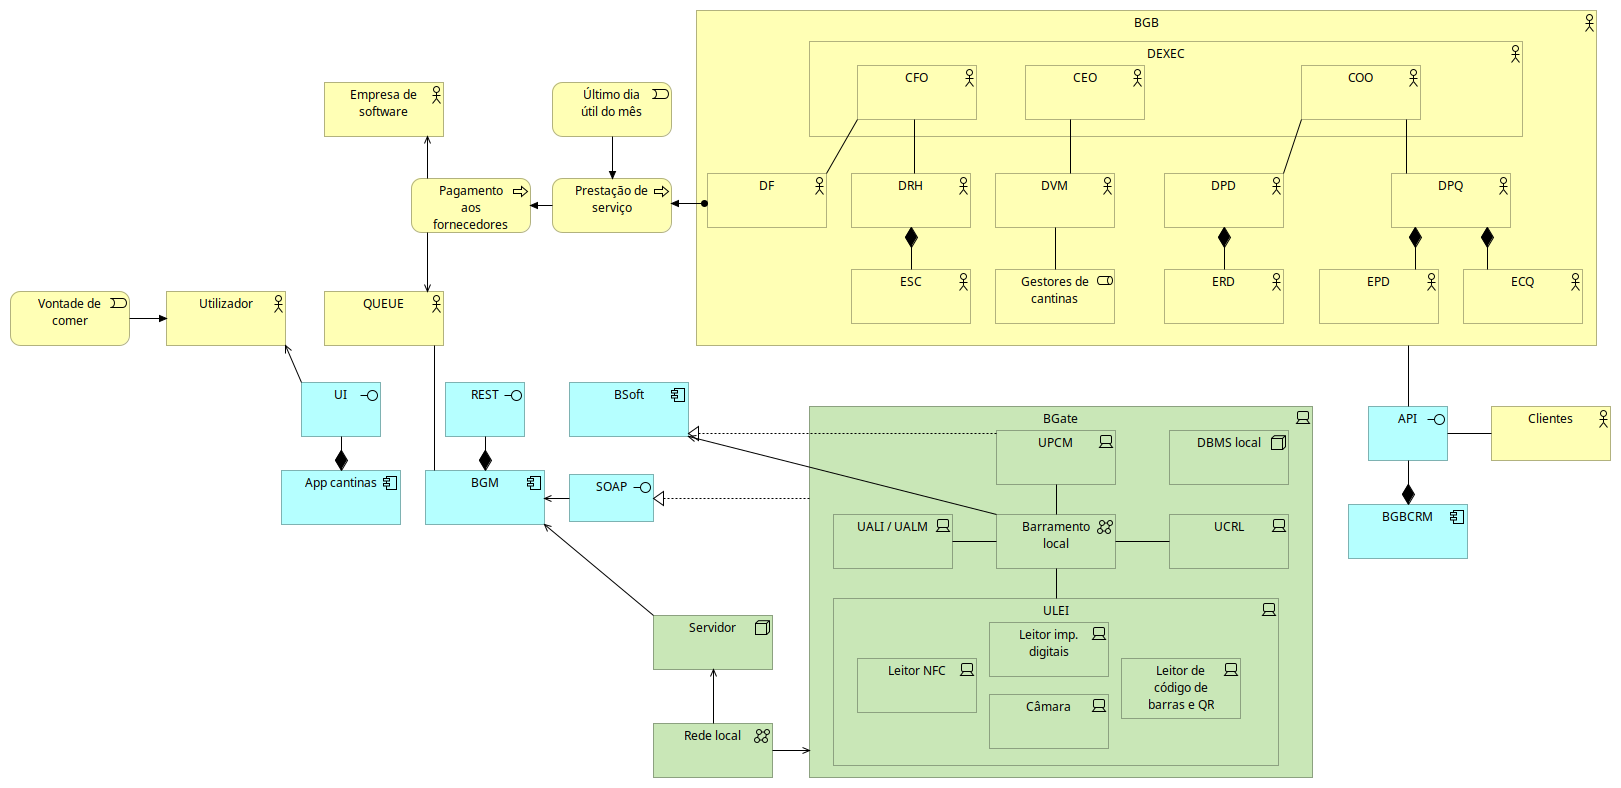 BGB
DEXEC
CFO
CEO
COO
Empresa de
software
Último dia
útil do mês
Pagamento
aos
fornecedores
Prestação de
serviço
DF
DRH
DVM
DPD
DPQ
ESC
Gestores de
cantinas
ERD
EPD
ECQ
Vontade de
comer
Utilizador
QUEUE
UI
REST
BSoft
BGate
API
Clientes
UPCM
DBMS local
App cantinas
BGM
SOAP
BGBCRM
UALI / UALM
Barramento
local
UCRL
ULEI
Servidor
Leitor imp.
digitais
Leitor NFC
Leitor de
código de
barras e QR
Câmara
Rede local